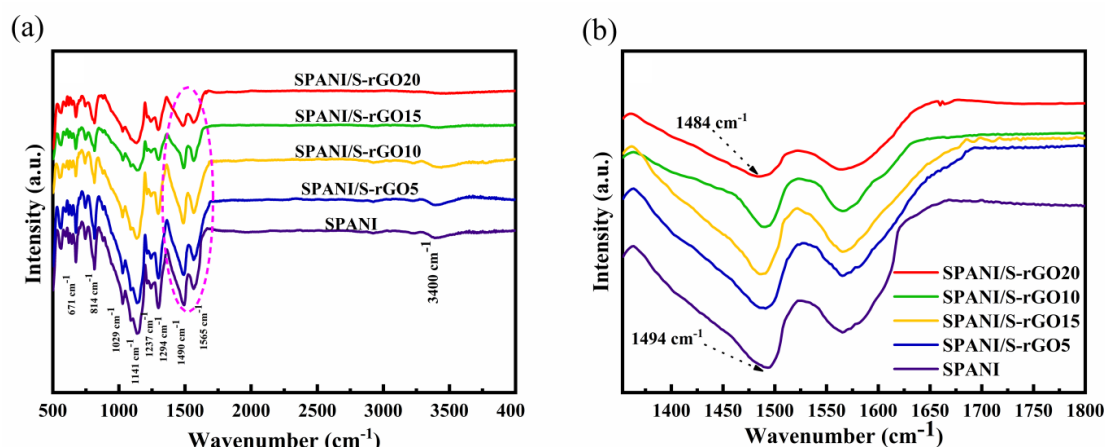 (a)
SPANI/S-rGO20
SPANI/S-rGO15
SPANI/S-rGO10
SPANI/S-rGO5
SPANI
671 cm-1
814 cm-1
1029 cm-1
1141 cm-1
1237 cm-1
1294 cm-1
1490 cm-1
1565 cm-1
3400 cm-1
Intensity (a.u.)
500 1000 1500 2000 2500 3000 3500 400
Wavenumber (cm-1)
(b)
1484 cm-1
1494 cm-1
SPANI/S-rGO20
SPANI/S-rGO10
SPANI/S-rGO15
SPANI/S-rGO5
SPANI
Intensity (a.u.)
1400 1450 1500 1550 1600 1650 1700 1750 1800
Wavenumber (cm-1)